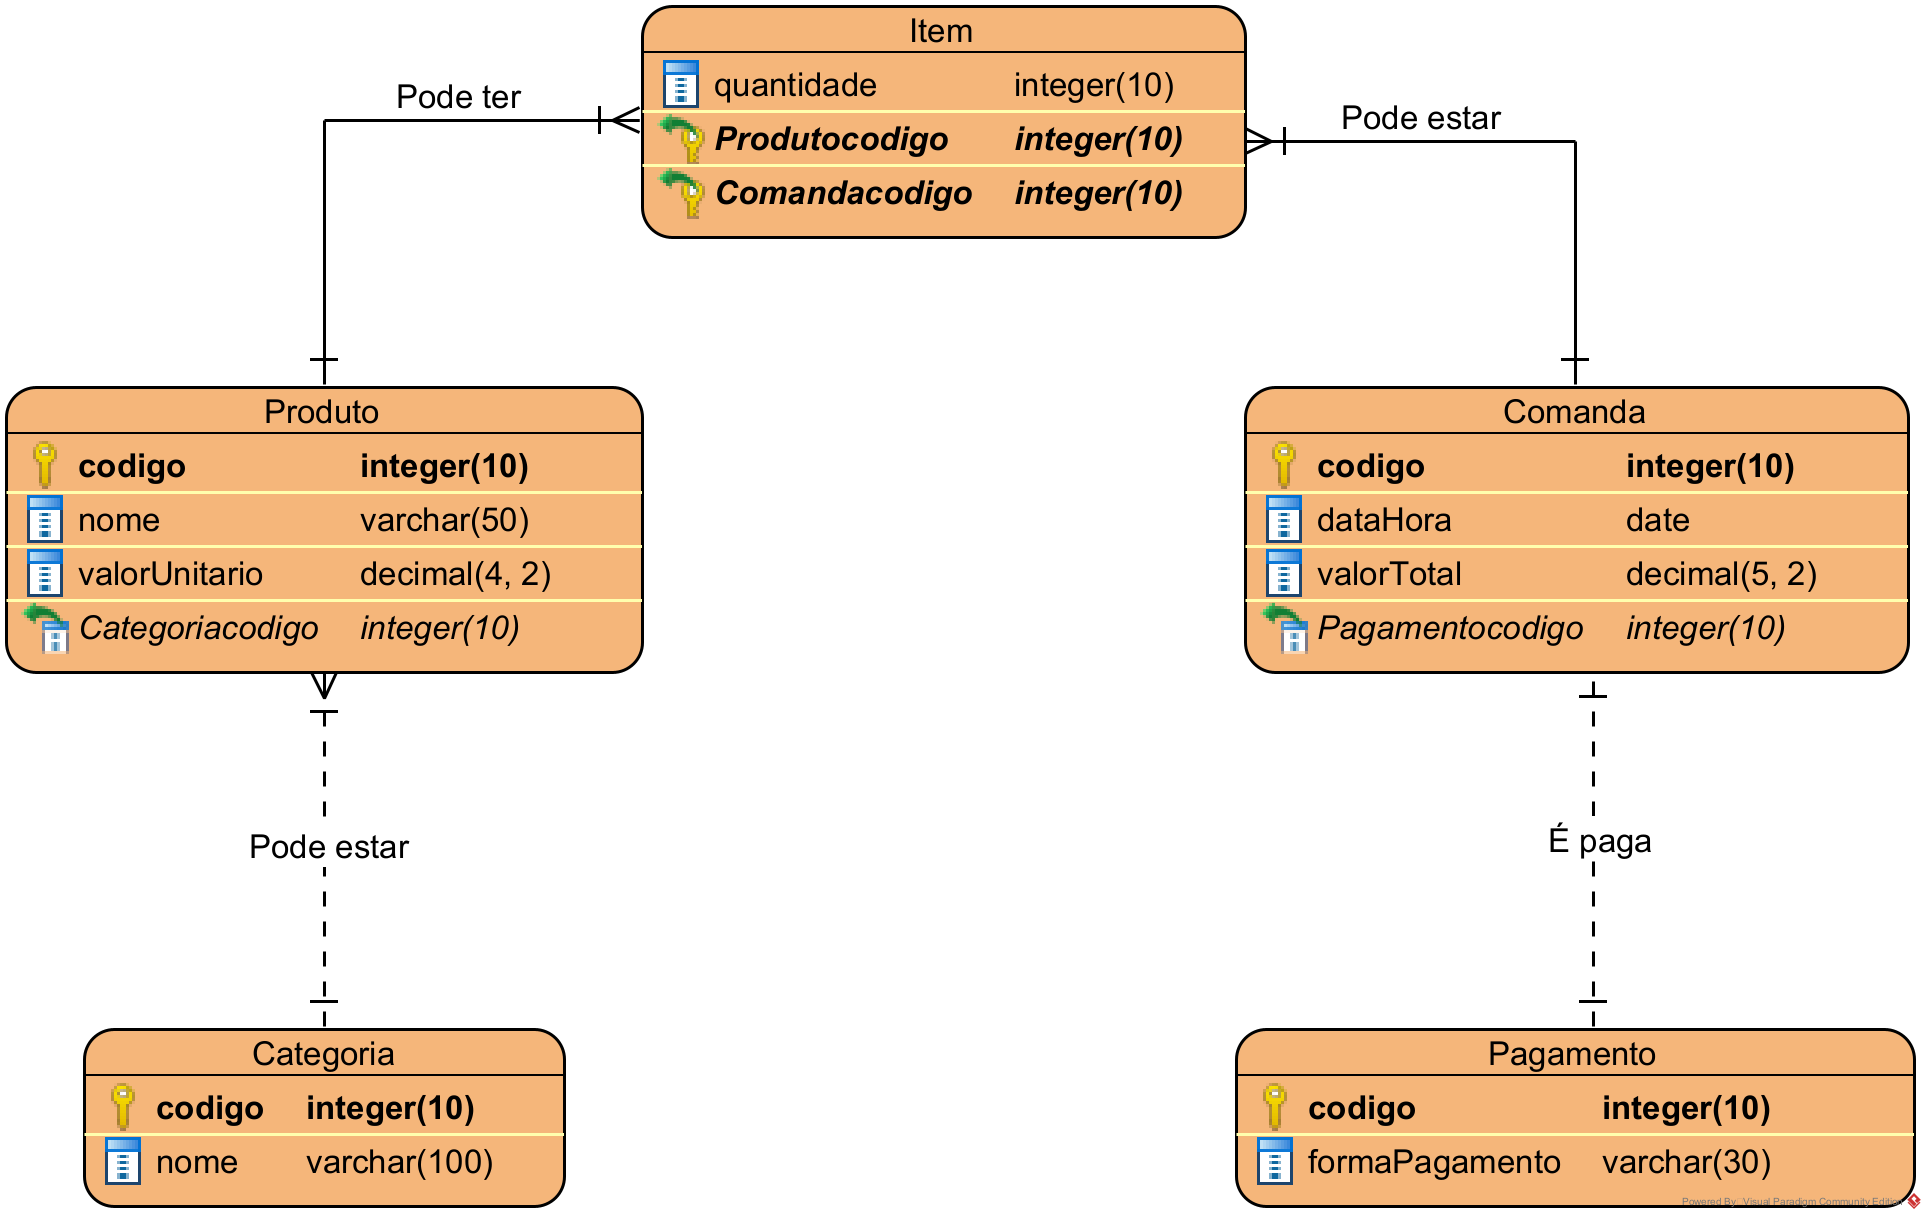 Item
quantidade integer(10)
Produtocodigo integer(10)
Comandacodigo integer(10)
Pode ter
Pode estar
Produto
codigo integer(10)
nome varchar(50)
valorUnitario decimal(4, 2)
Categoriacodigo integer(10)
Comanda
codigo integer(10)
dataHora date
valorTotal decimal(5, 2)
Pagamentocodigo integer(10)
Pode estar
É paga
Categoria
codigo integer(10)
nome varchar(100)
Pagamento
codigo integer(10)
formaPagamento varchar(30)
Powered By Visual Paradigm Community Edition